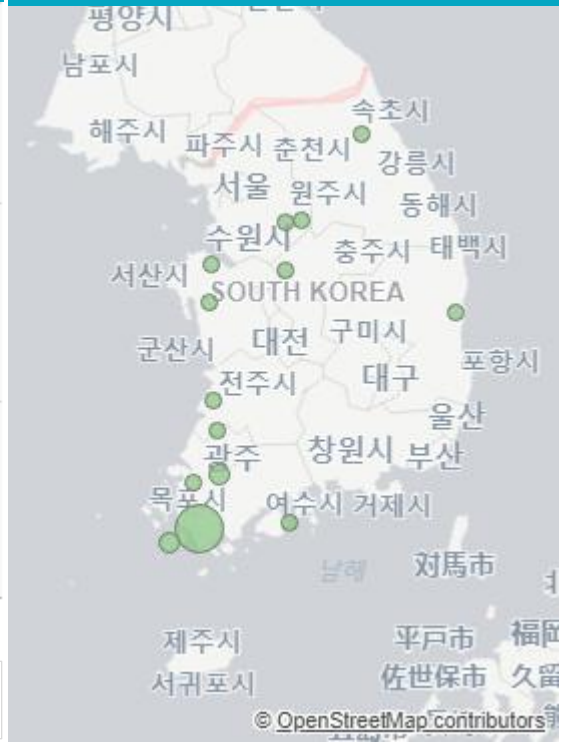 평양시
남포시
속초시
해주시 파주시 춘천시
강릉시
서울 원주시
동해시
수원시
충주시 태백시
서산시
SOUTH KOREA
대전 구미시
군산시
포항시
전주시
대구
울산
광주
창원시 부산
목포시
여수시 거제시
남해
対馬市
제주시
平戸市
福岡
서귀포시
佐世保市
久留
© OpenStreetMap contributors